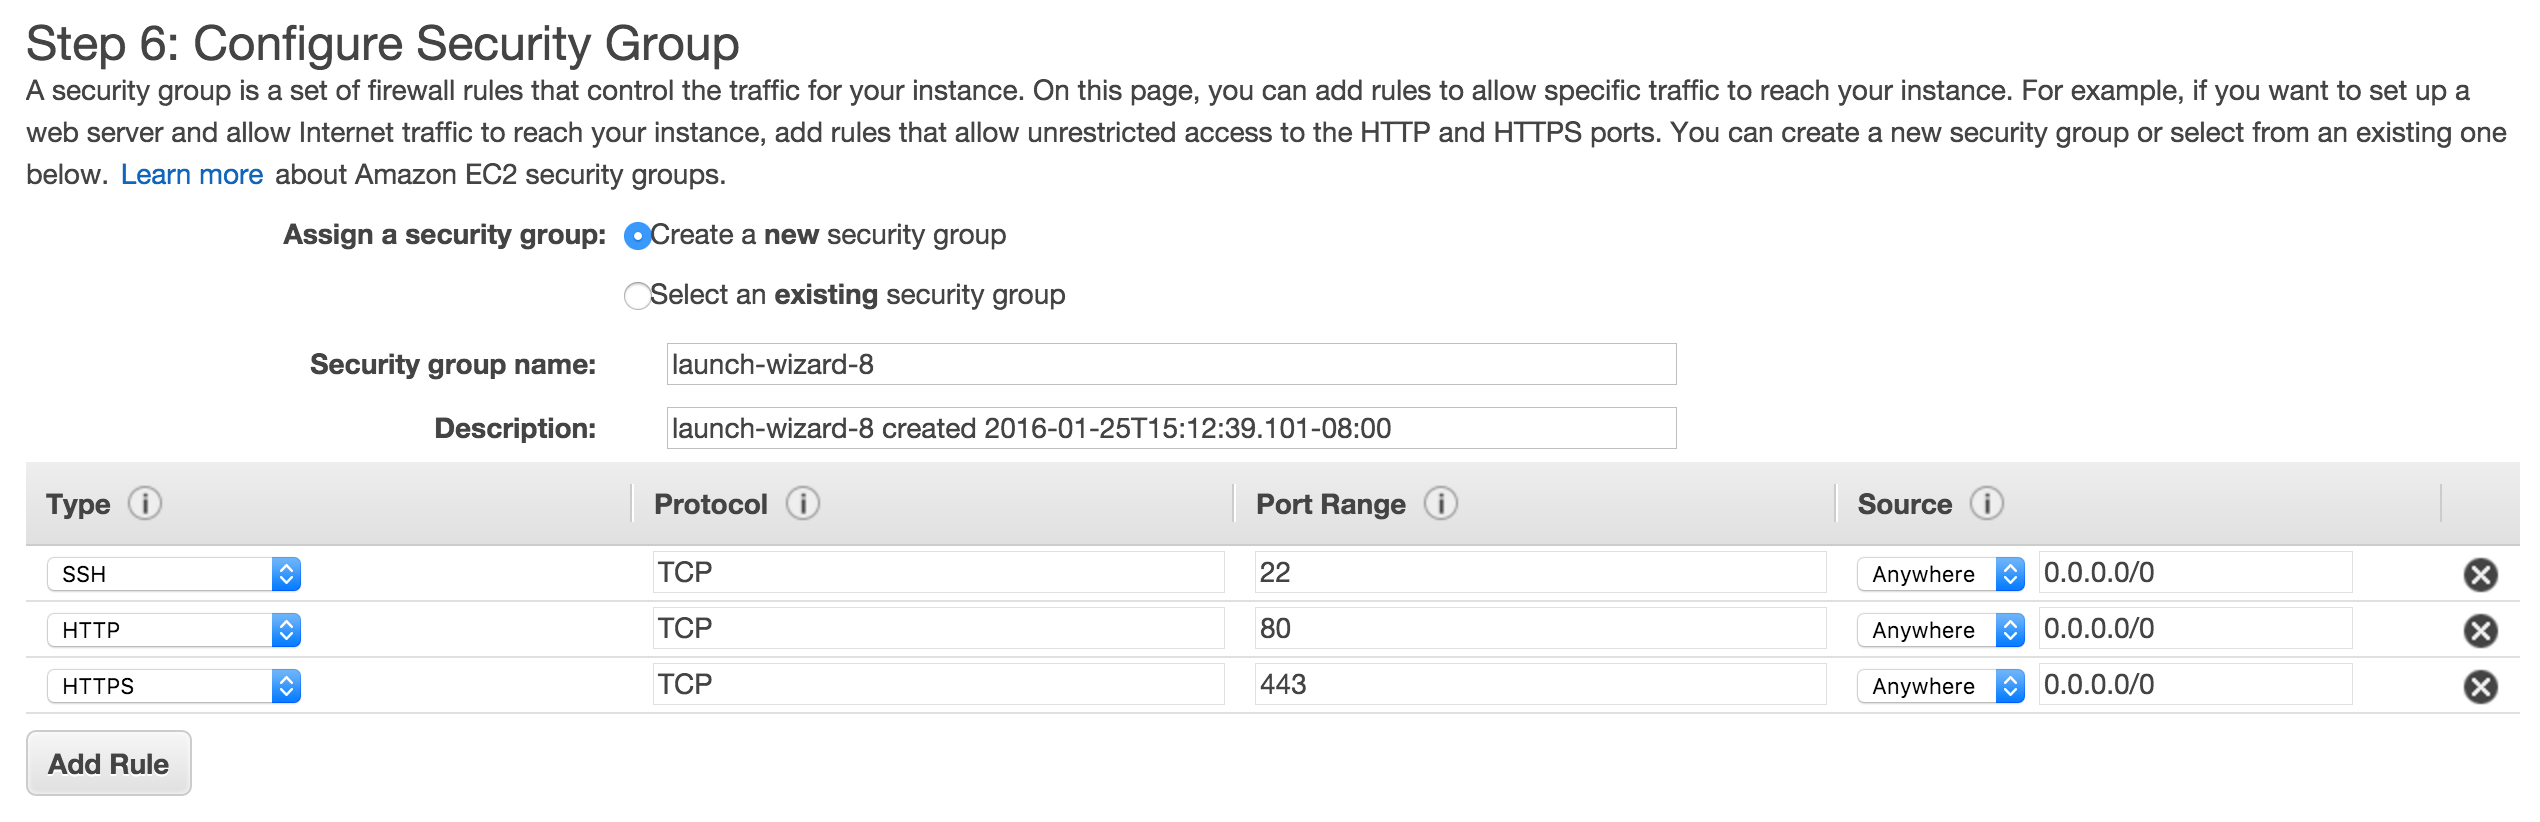 Step 6: Configure Security Group
A security group is a set of firewall rules that control the traffic for your instance. On this page, you can add rules to allow specific traffic to reach your instance. For example, if you want to set up a
web server and allow Internet traffic to reach your instance, add rules that allow unrestricted access to the HTTP and HTTPS ports. You can create a new security group or select from an existing one
below. Learn more about Amazon EC2 security groups.
Assign a security group: Create a new security group
Select an existing security group
Security group name: launch-wizard-8
Description: launch-wizard-8 created 2016-01-25T15:12:39.101-08:00
Type i Protocol i Port Range i Source i
SSH TCP 22 Anywhere 0.0.0.0/0
HTTP TCP 80 Anywhere 0.0.0.0/0
HTTPS TCP 443 Anywhere 0.0.0.0/0
Add Rule